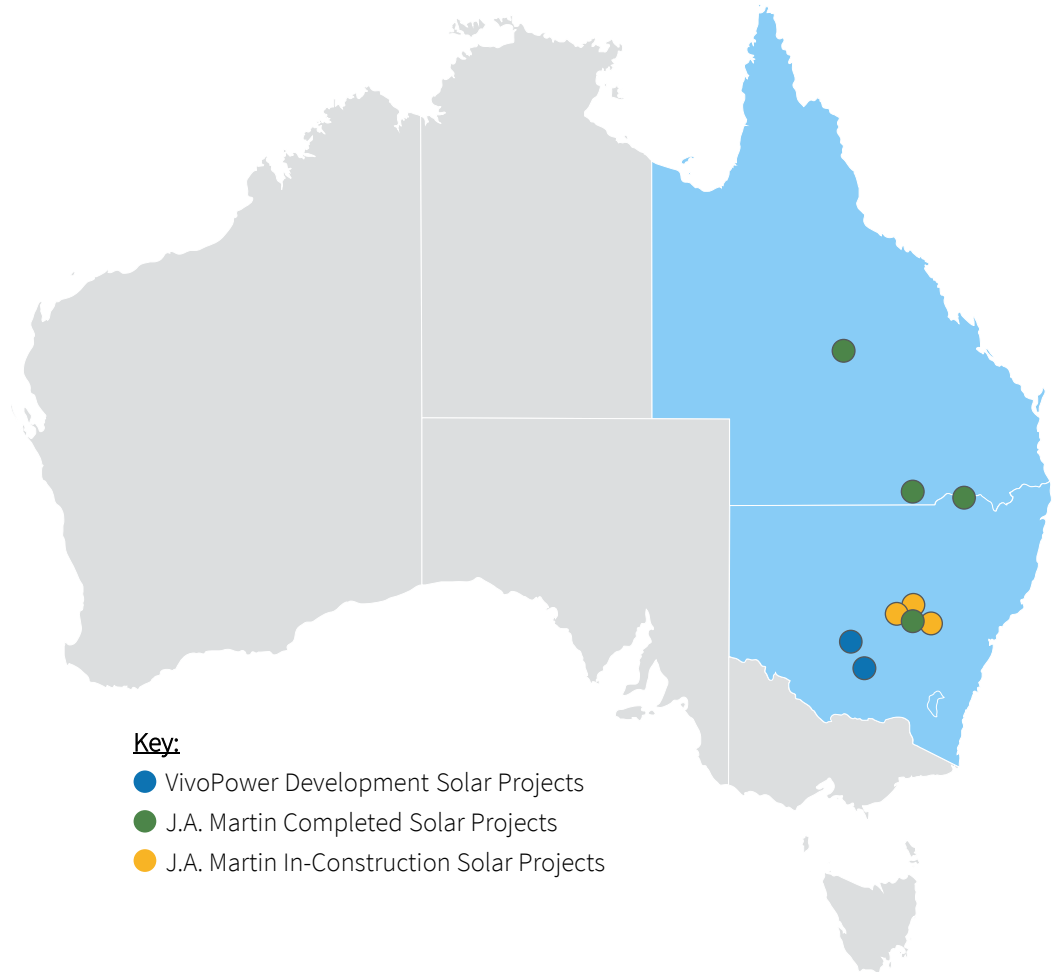 Key:
VivoPower Development Solar Projects
J.A. Martin Completed Solar Projects
J.A. Martin In-Construction Solar Projects